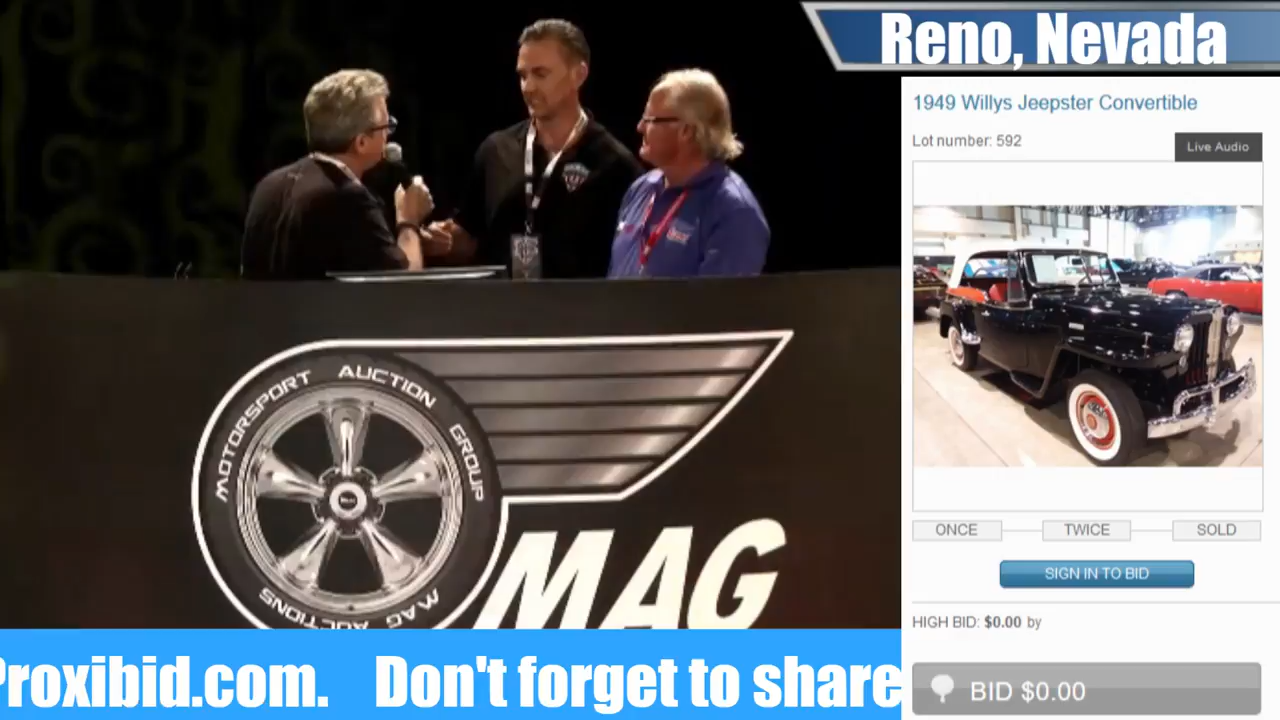 Reno, Nevada
1949 Willys Jeepster Convertible
Lot number: 592
Live Audio
MOTORSPORT AUCTION GROUP
MAG AUCTIONS
MAG
ONCE
TWICE
SOLD
SIGN IN TO BID
HIGH BID: $0.00 by
BID $0.00
Proxibid.com. Don't forget to share